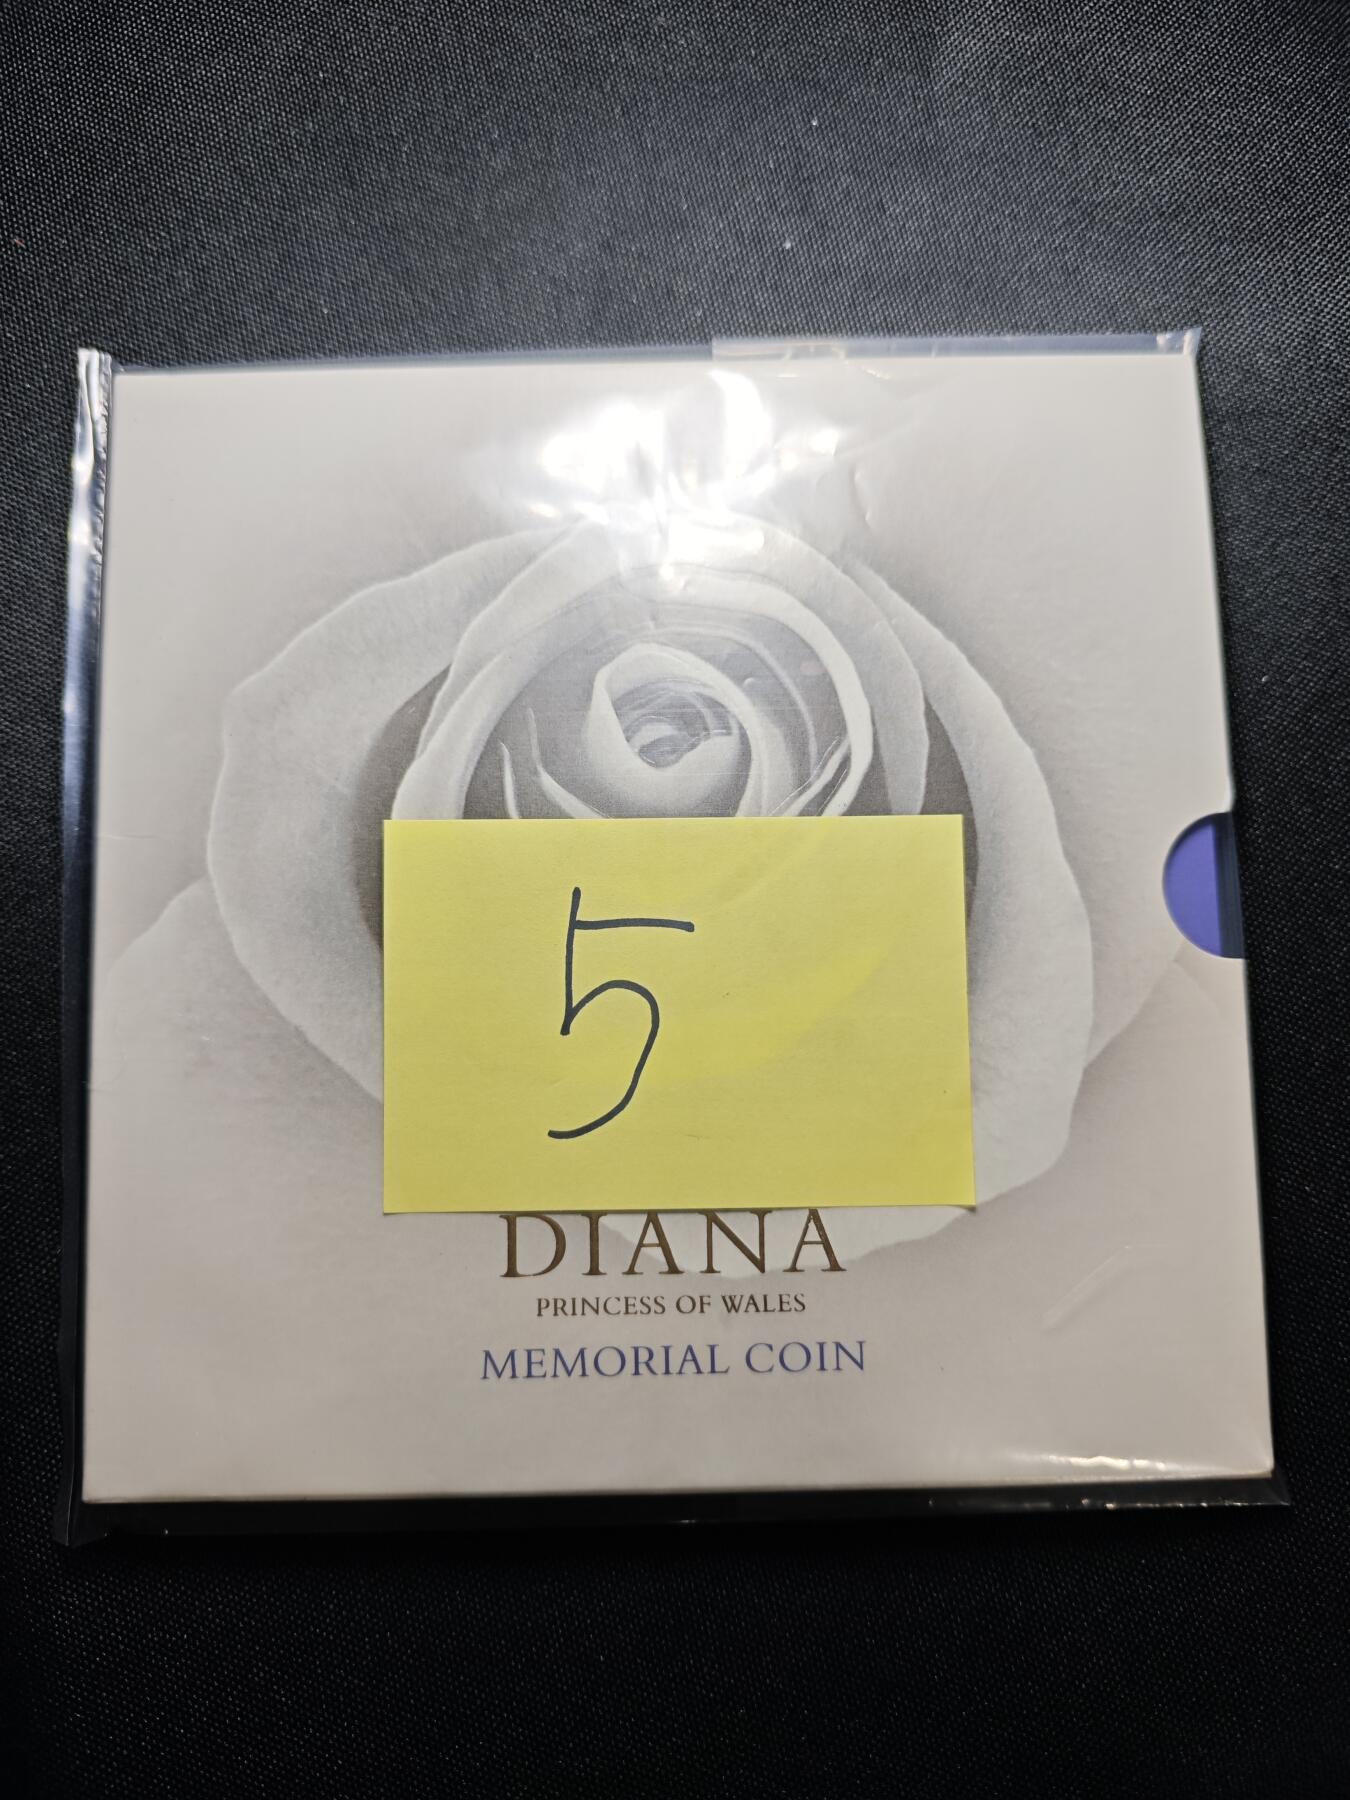 5
DIANA
PRINCESS OF WALES
MEMORIAL COIN